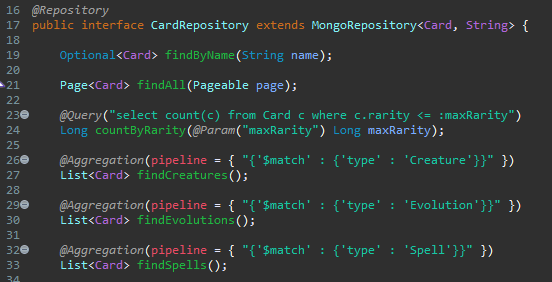 16 @Repository
17 public interface CardRepository extends MongoRepository<Card, String> {
18
19 Optional<Card> findByName(String name);
20
21 Page<Card> findAll(Pageable page);
22
23 @Query("select count(c) from Card c where c.rarity <= :maxRarity")
24 Long countByRarity(@Param("maxRarity") Long maxRarity);
25
26 @Aggregation(pipeline = { "{'$match' : {'type' : 'Creature'}}" })
27 List<Card> findCreatures();
28
29 @Aggregation(pipeline = { "{'$match' : {'type' : 'Evolution'}}" })
30 List<Card> findEvolutions();
31
32 @Aggregation(pipeline = { "{'$match' : {'type' : 'Spell'}}" })
33 List<Card> findSpells();
34